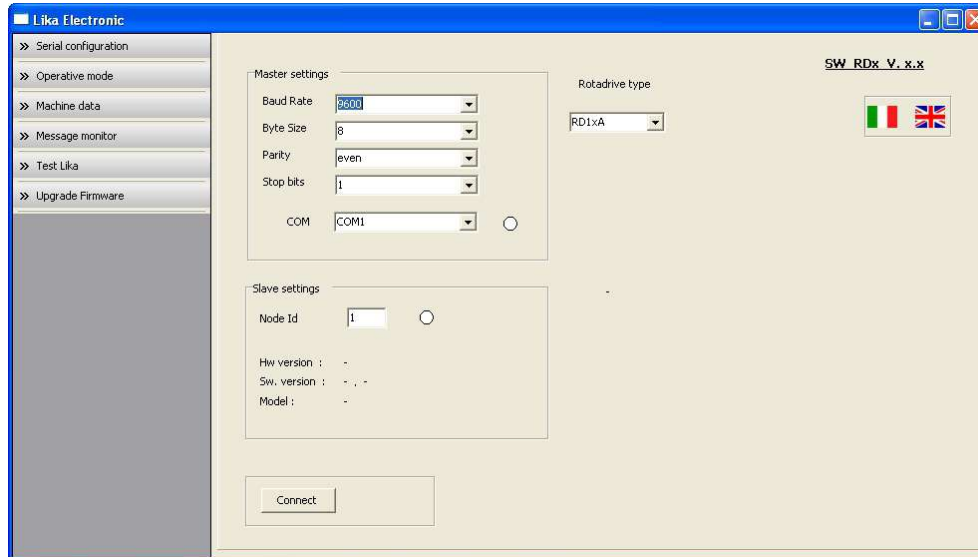 Lika Electronic
» Serial configuration
» Operative mode
» Machine data
» Message monitor
» Test Lika
» Upgrade Firmware
Master settings
Baud Rate 9600
Byte Size 8
Parity even
Stop bits 1
COM COM1
Rotadrive type
RD1xA
SW RDx V. x.x
Slave settings
Node Id 1
Hw version : -
Sw. version : - . -
Model : -
-
Connect